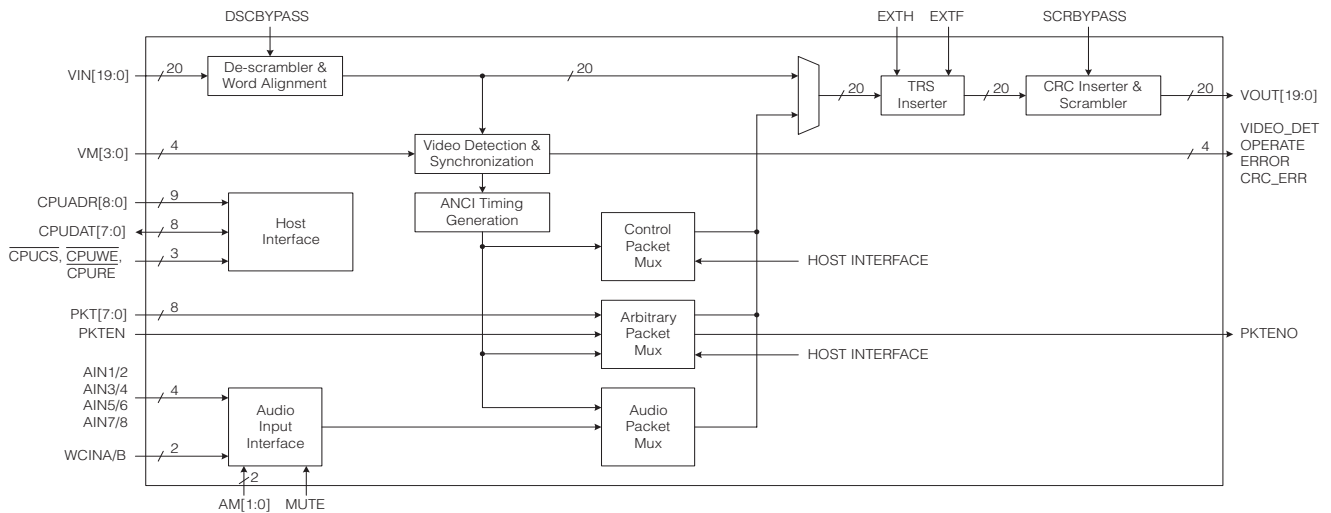 DSCBYPASS
EXTH
EXTF
SCRBYPASS
VIN[19:0]
20
De-scrambler &
Word Alignment
20
20
TRS
Inserter
20
CRC Inserter &
Scrambler
20
VOUT[19:0]
VM[3:0]
4
Video Detection &
Synchronization
4
VIDEO_DET
OPERATE
ERROR
CRC_ERR
CPUADR[8:0]
9
CPUDAT[7:0]
8
CPUCS, CPUWE,
CPURE
3
Host
Interface
ANCI Timing
Generation
Control
Packet
Mux
HOST INTERFACE
PKT[7:0]
8
PKTEN
Arbitrary
Packet
Mux
PKTENO
HOST INTERFACE
AIN1/2
AIN3/4
AIN5/6
AIN7/8
4
Audio
Input
Interface
Audio
Packet
Mux
WCINA/B
2
2
AM[1:0]
MUTE